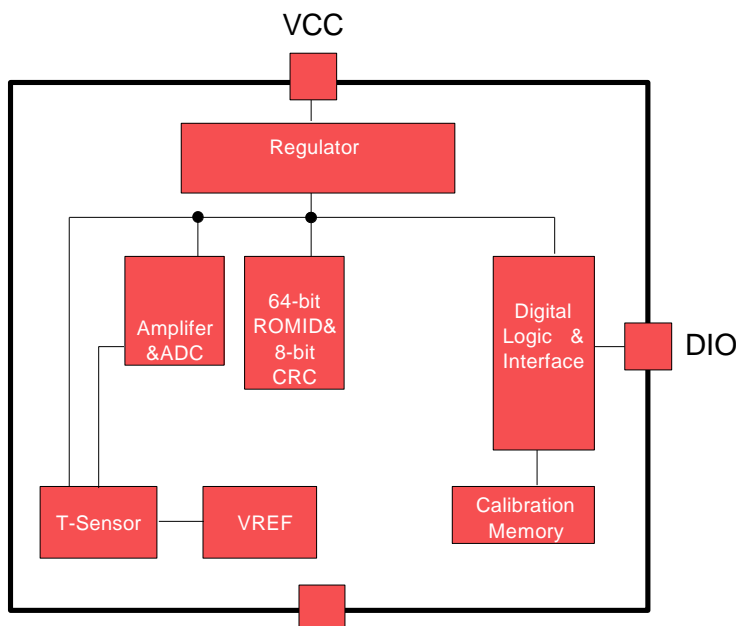 VCC
Regulator
Amplifer
&ADC
64-bit
ROMID&
8-bit
CRC
Digital
Logic &
Interface
DIO
T-Sensor
VREF
Calibration
Memory